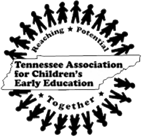 Reaching ★ Potential
Tennessee Association
for Children's
Early Education
★ Together ★